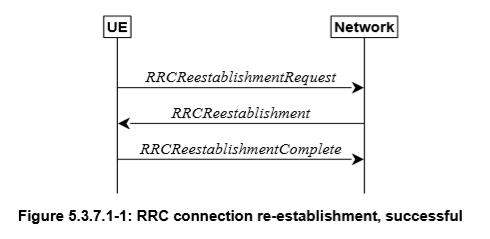 UE
Network
RRCReestablishmentRequest
RRCReestablishment
RRCReestablishmentComplete
Figure 5.3.7.1-1: RRC connection re-establishment, successful